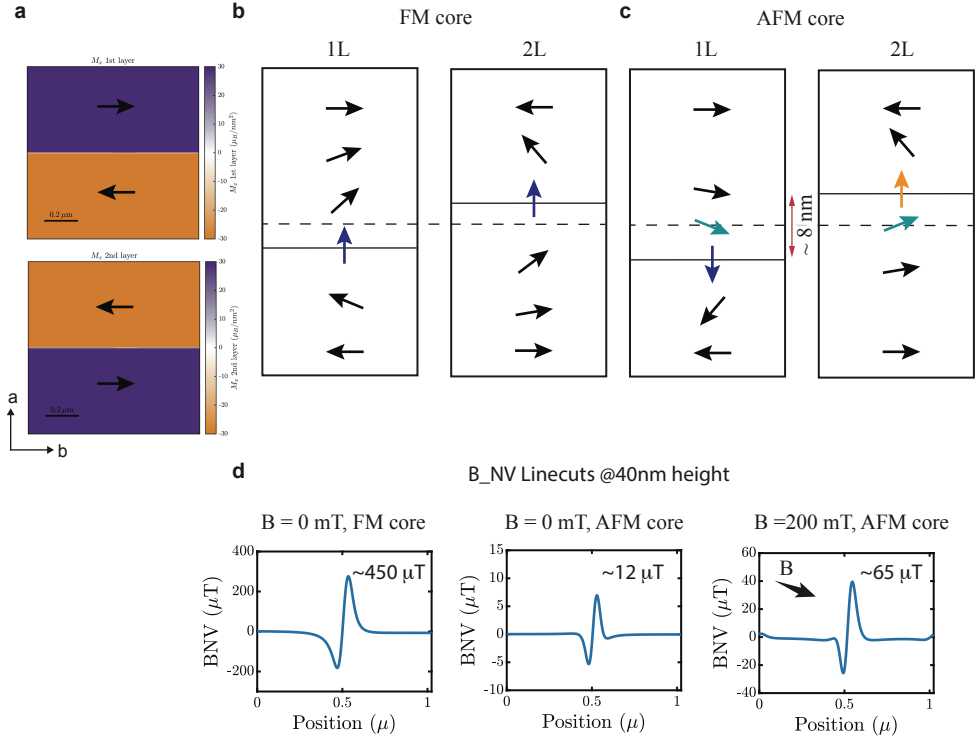 a
b
FM core
c
AFM core
1L
2L
1L
2L
M_x 1st layer
30
20
10
0
-10
-20
-30
M_x 1st layer (μ_B/nm²)
0.2 μm
M_x 2nd layer
30
20
10
0
-10
-20
-30
M_x 2nd layer (μ_B/nm²)
0.2 μm
~ 8 nm
a
b
d
B_NV Linecuts @40nm height
B = 0 mT, FM core
400
200
0
-200
BNV (μT)
~450 μT
0
0.5
1
Position (μ)
B = 0 mT, AFM core
15
10
5
0
-5
-10
BNV (μT)
~12 μT
0
0.5
1
Position (μ)
B =200 mT, AFM core
60
40
20
0
-20
-40
BNV (μT)
B
~65 μT
0
0.5
1
Position (μ)